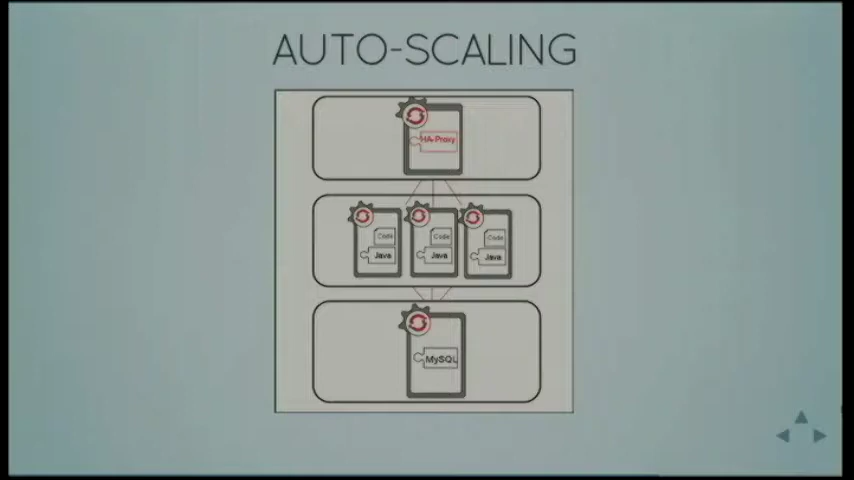 AUTO-SCALING
HA-Proxy
Code
Java
Code
Java
Code
Java
MySQL